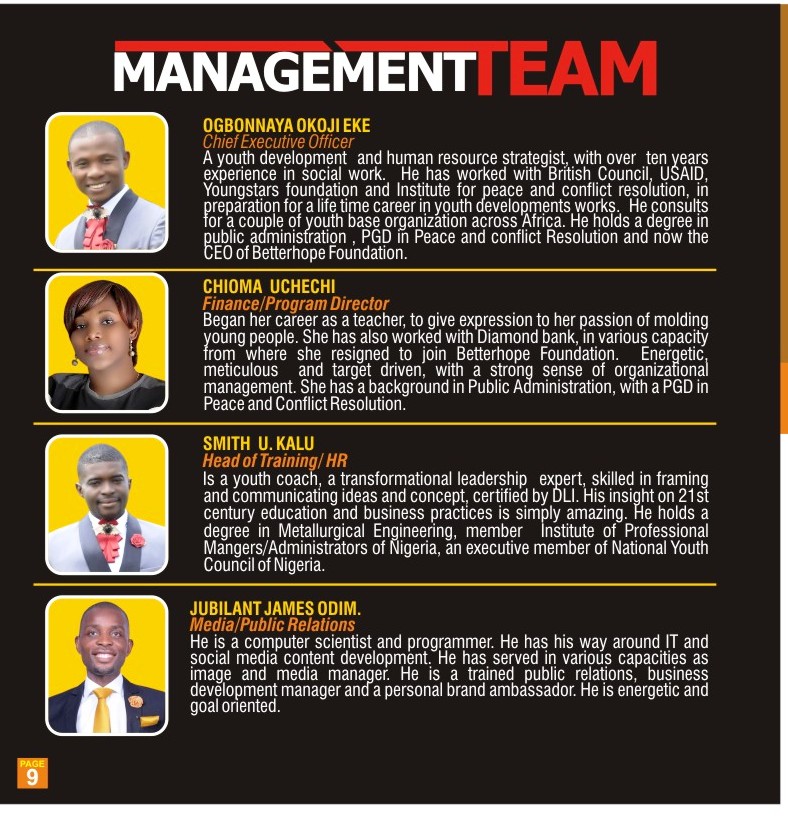 MANAGEMENT TEAM
OGBONNAYA OKOJI EKE
Chief Executive Officer
A youth development and human resource strategist, with over ten years
experience in social work. He has worked with British Council, USAID,
Youngstars foundation and Institute for peace and conflict resolution, in
preparation for a life time career in youth developments works. He consults
for a couple of youth base organization across Africa. He holds a degree in
public administration , PGD in Peace and conflict Resolution and now the
CEO of Betterhope Foundation.
CHIOMA UCHECHI
Finance/Program Director
Began her career as a teacher, to give expression to her passion of molding
young people. She has also worked with Diamond bank, in various capacity
from where she resigned to join Betterhope Foundation. Energetic,
meticulous and target driven, with a strong sense of organizational
management. She has a background in Public Administration, with a PGD in
Peace and Conflict Resolution.
SMITH U. KALU
Head of Training/ HR
Is a youth coach, a transformational leadership expert, skilled in framing
and communicating ideas and concept, certified by DLI. His insight on 21st
century education and business practices is simply amazing. He holds a
degree in Metallurgical Engineering, member Institute of Professional
Mangers/Administrators of Nigeria, an executive member of National Youth
Council of Nigeria.
JUBILANT JAMES ODIM.
Media/Public Relations
He is a computer scientist and programmer. He has his way around IT and
social media content development. He has served in various capacities as
image and media manager. He is a trained public relations, business
development manager and a personal brand ambassador. He is energetic and
goal oriented.
PAGE
9